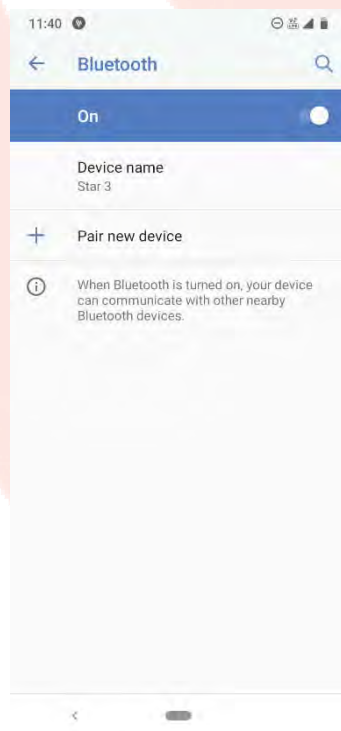 11:40
Bluetooth
On
Device name
Star 3
Pair new device
When Bluetooth is turned on, your device
can communicate with other nearby
Bluetooth devices.